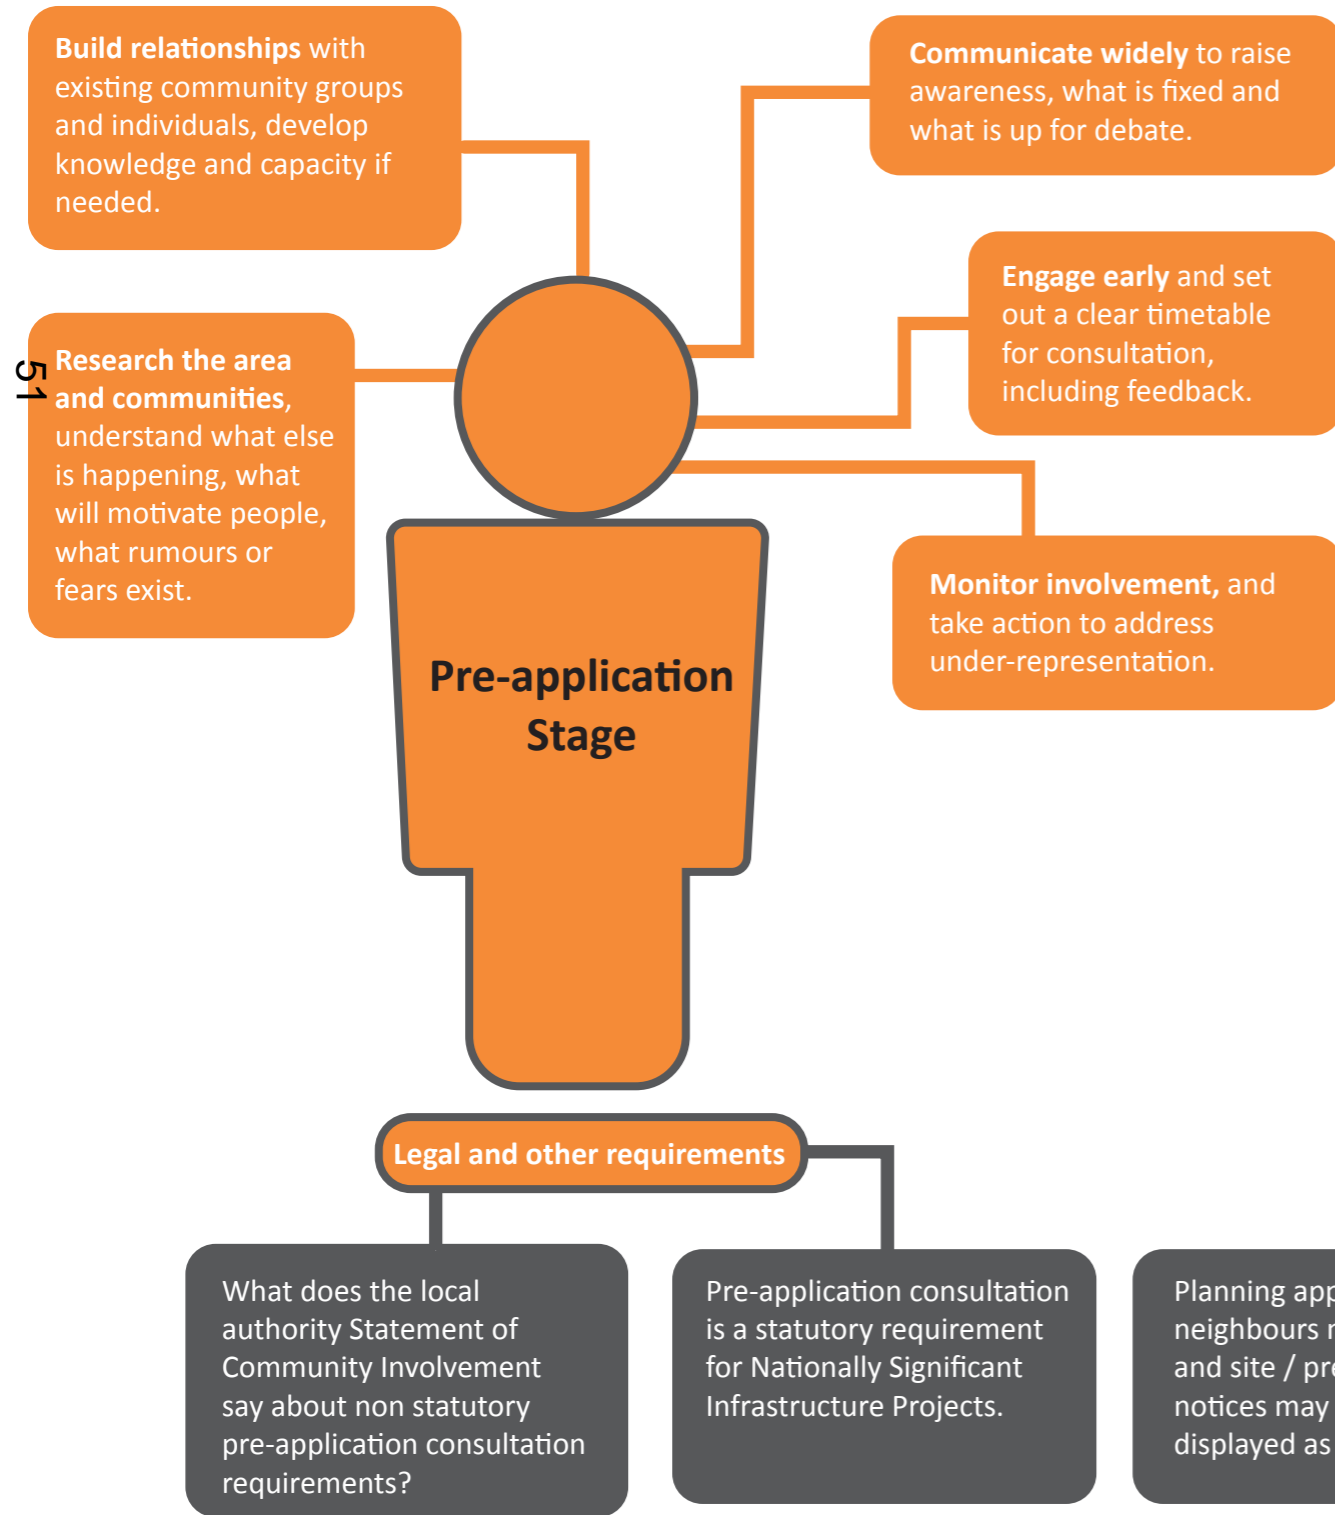 Build relationships with
existing community groups
and individuals, develop
knowledge and capacity if
needed.
Communicate widely to raise
awareness, what is fixed and
what is up for debate.
Engage early and set
out a clear timetable
for consultation,
including feedback.
Research the area
and communities,
understand what else
is happening, what
will motivate people,
what rumours or
fears exist.
51
Monitor involvement, and
take action to address
under-representation.
Pre-application
Stage
Legal and other requirements
What does the local
authority Statement of
Community Involvement
say about non statutory
pre-application consultation
requirements?
Pre-application consultation
is a statutory requirement
for Nationally Significant
Infrastructure Projects.
Planning
neighbours
and site /
notices may
displayed as